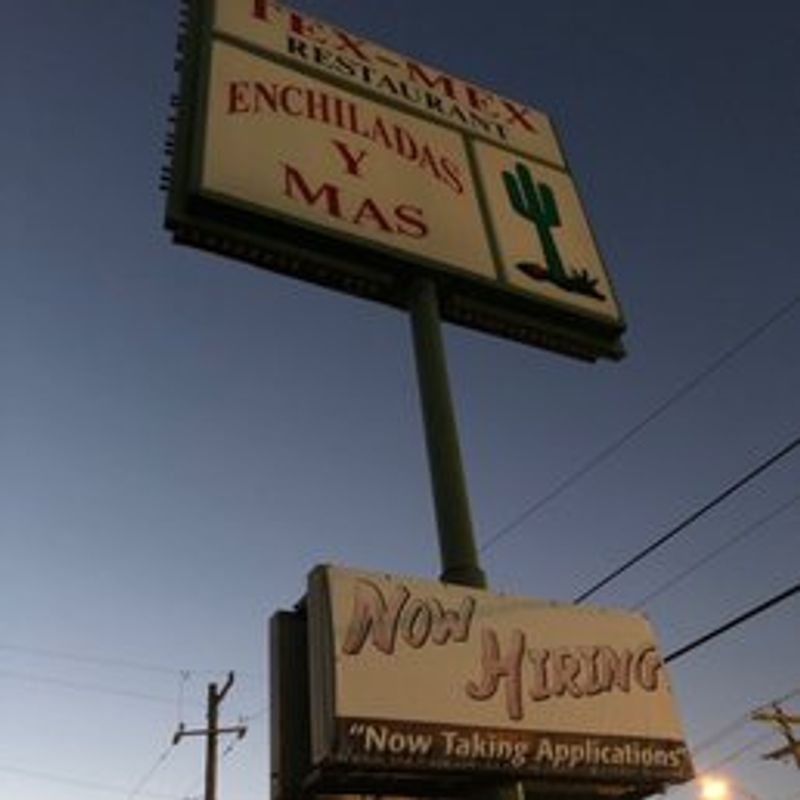 TEX-MEX
RESTAURANT
ENCHILADAS
Y
MAS
NOW
HIRING
"Now Taking Applications"